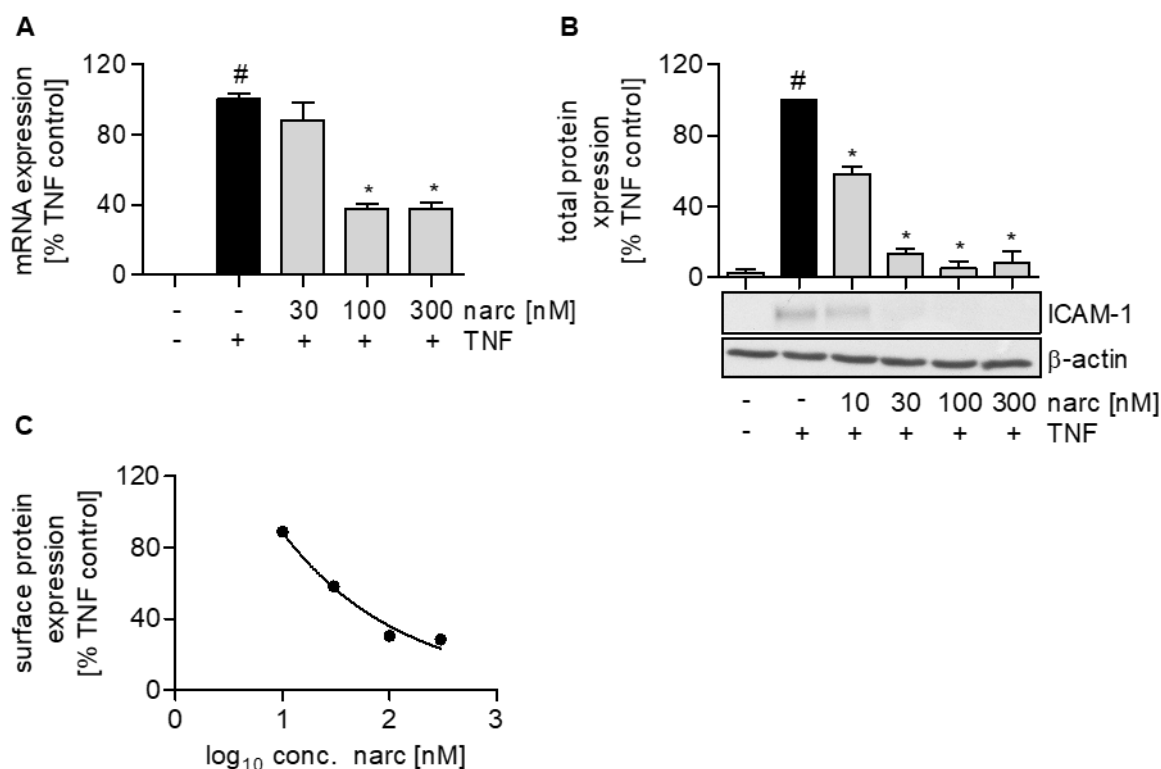 A
mRNA expression
[% TNF control]
120
80
40
0
#
*
*
- - 30 100 300 narc [nM]
- + + + + TNF
B
total protein
xpression
[% TNF control]
120
80
40
0
#
*
*
*
*
ICAM-1
β-actin
- - 10 30 100 300 narc [nM]
- + + + + + TNF
C
surface protein
expression
[% TNF control]
120
80
40
0
0 1 2 3
log₁₀ conc. narc [nM]